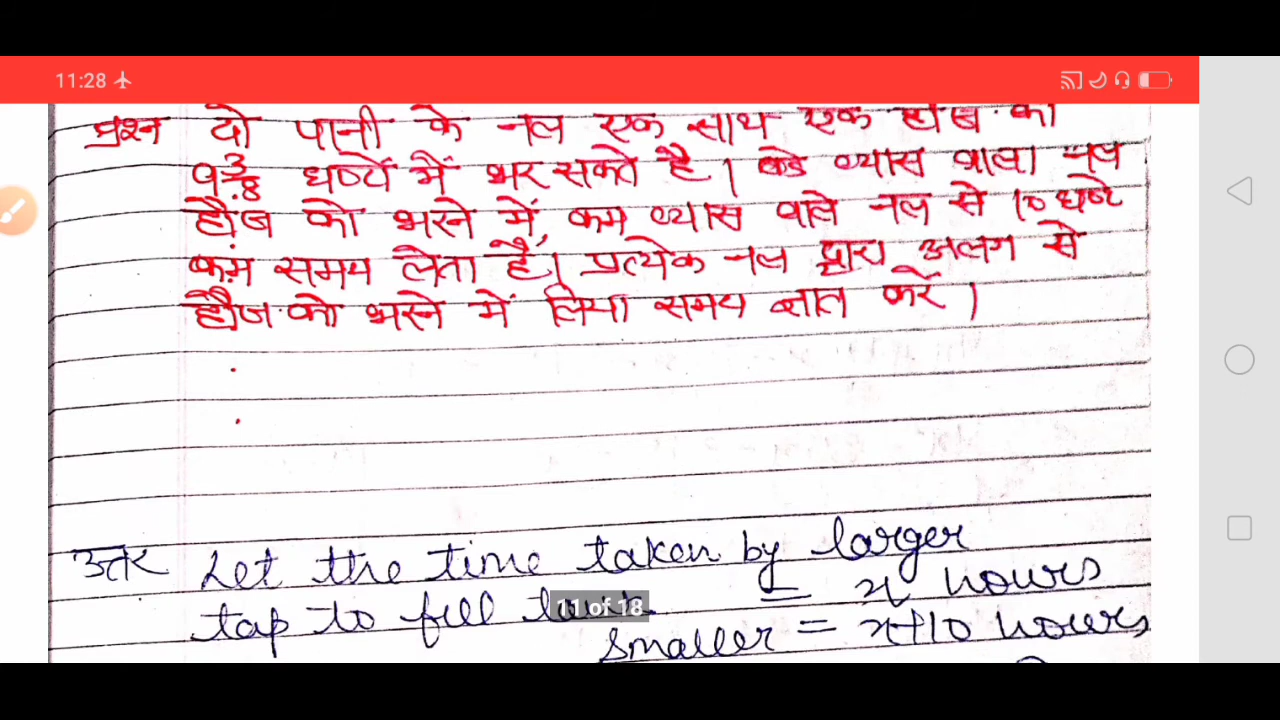 11:28
प्रश्न दो पानी के नल एक साथ एक हौज को
9 3/8 घण्टों में भर सकते है। बडे व्यास वाला नल
हौज को भरने में, कम व्यास वाले नल से 10 घण्टे
कम समय लेता है। प्रत्येक नल द्वारा अलग से
हौज को भरने में लिया समय ज्ञात करें।
उत्तर Let the time taken by larger
tap to fill tank = x hours
11 of 18
smaller = x+10 hours